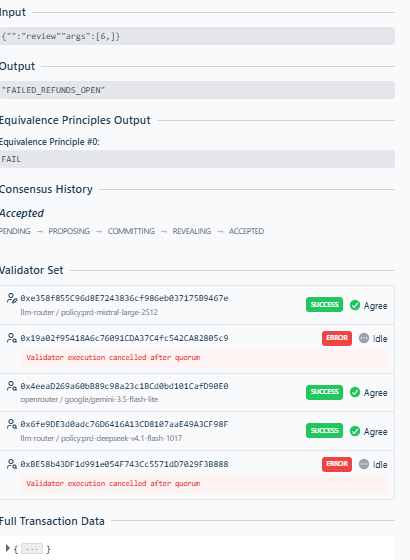 Input
{"":"review""args":[6,]}
Output
"FAILED_REFUNDS_OPEN"
Equivalence Principles Output
Equivalence Principle #0:
FAIL
Consensus History
Accepted
PENDING → PROPOSING → COMMITTING → REVEALING → ACCEPTED
Validator Set
0xe358f855C96d8E7243836cf986eb037175B9467e
SUCCESS Agree
llm-router / policy:prd-mistral-large-2512
0x19a02f95418A6c76091CDA37C4fc542CA82805c9
ERROR Idle
Validator execution cancelled after quorum
0x4eeaD269a60bB89c98a23c1BCd0bd101CafD90E0
SUCCESS Agree
openrouter / google/gemini-3.5-flash-lite
0x6fe9DE3d0adc76D6416A13CD8107aaE49A3CF98F
SUCCESS Agree
llm-router / policy:prd-deepseek-v4.1-flash-1017
0xBE58b43DF1d991e054F743Cc5571dD7029F3B888
ERROR Idle
Validator execution cancelled after quorum
Full Transaction Data
{ ... }